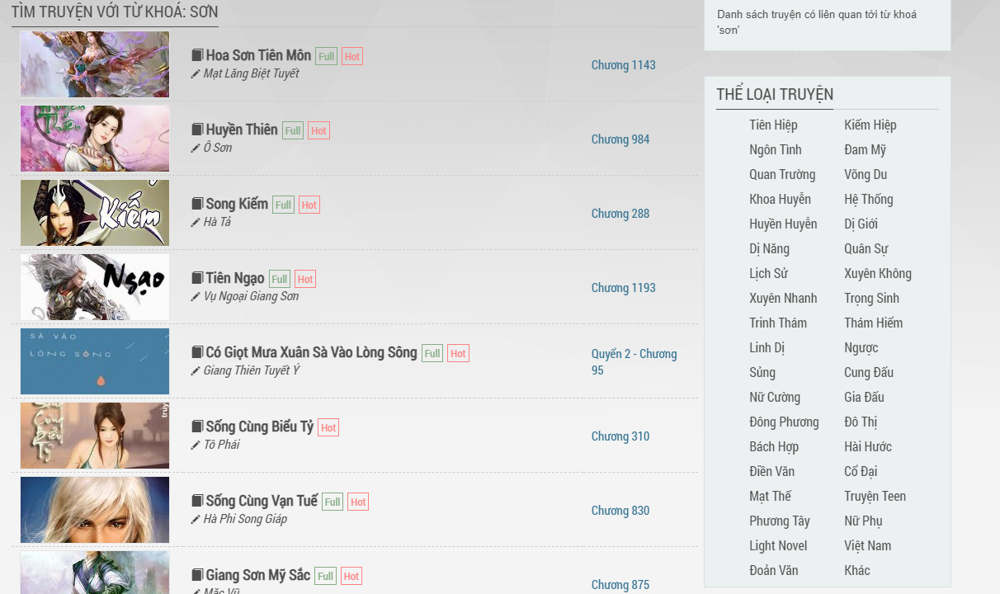 TÌM TRUYỆN VỚI TỪ KHOÁ: SƠN
Hoa Sơn Tiên Môn Full Hot
Mạt Lăng Biệt Tuyết
Chương 1143
Huyền Thiên Full Hot
Ô Sơn
Chương 984
Kiếm
Song Kiếm Full Hot
Hà Tả
Chương 288
Ngạo
Tiên Ngạo Full Hot
Vụ Ngoại Giang Sơn
Chương 1193
SÀ VÀO
LÒNG SÔNG
Có Giọt Mưa Xuân Sà Vào Lòng Sông Full Hot
Giang Thiên Tuyết Ý
Quyển 2 - Chương
95
Sống Cùng Biểu Tỷ Hot
Tô Phái
Chương 310
Sống Cùng Vạn Tuế Full Hot
Hà Phi Song Giáp
Chương 830
Giang Sơn Mỹ Sắc Full Hot
Mặc Vũ
Chương 875
Danh sách truyện có liên quan tới từ khoá
'sơn'
THỂ LOẠI TRUYỆN
Tiên Hiệp Kiếm Hiệp
Ngôn Tình Đam Mỹ
Quan Trường Võng Du
Khoa Huyễn Hệ Thống
Huyền Huyễn Dị Giới
Dị Năng Quân Sự
Lịch Sử Xuyên Không
Xuyên Nhanh Trọng Sinh
Trinh Thám Thám Hiểm
Linh Dị Ngược
Sủng Cung Đấu
Nữ Cường Gia Đấu
Đông Phương Đô Thị
Bách Hợp Hài Hước
Điền Văn Cổ Đại
Mạt Thế Truyện Teen
Phương Tây Nữ Phụ
Light Novel Việt Nam
Đoản Văn Khác